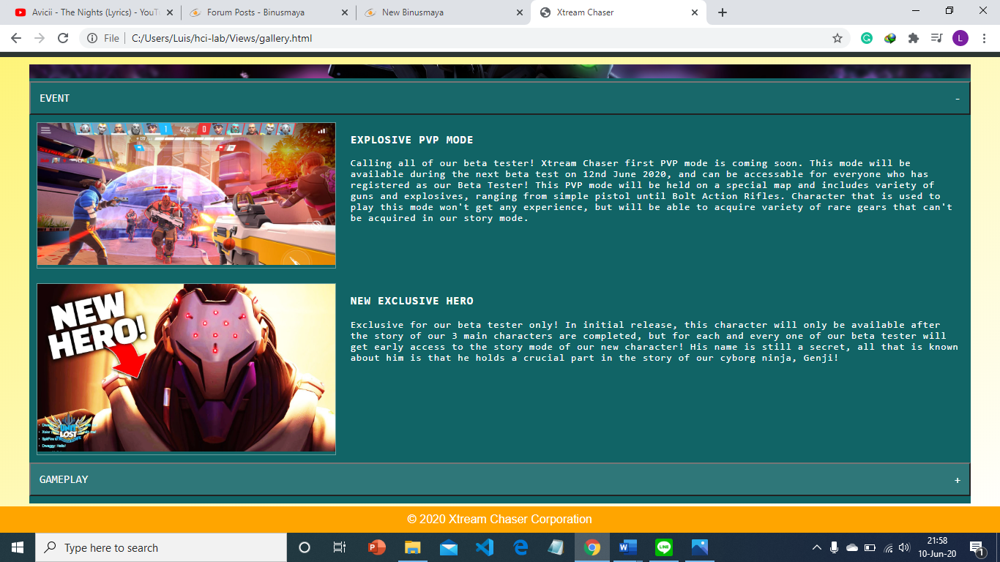 Avicii - The Nights (Lyrics) - YouT
Forum Posts - Binusmaya
New Binusmaya
Xtream Chaser
File
C:/Users/Luis/hci-lab/Views/gallery.html
L
EVENT
-
1 4:25 0
EXPLOSIVE PVP MODE
Calling all of our beta tester! Xtream Chaser first PVP mode is coming soon. This mode will be
available during the next beta test on 12nd June 2020, and can be accessable for everyone who has
registered as our Beta Tester! This PVP mode will be held on a special map and includes variety of
guns and explosives, ranging from simple pistol until Bolt Action Rifles. Character that is used to
play this mode won't get any experience, but will be able to acquire variety of rare gears that can't
be acquired in our story mode.
NEW
HERO!
UNIT
LOST
Dwaggy: Hello!
NEW EXCLUSIVE HERO
Exclusive for our beta tester only! In initial release, this character will only be available after
the story of our 3 main characters are completed, but for each and every one of our beta tester will
get early access to the story mode of our new character! His name is still a secret, all that is known
about him is that he holds a crucial part in the story of our cyborg ninja, Genji!
GAMEPLAY
+
© 2020 Xtream Chaser Corporation
Type here to search
21:58
10-Jun-20
1